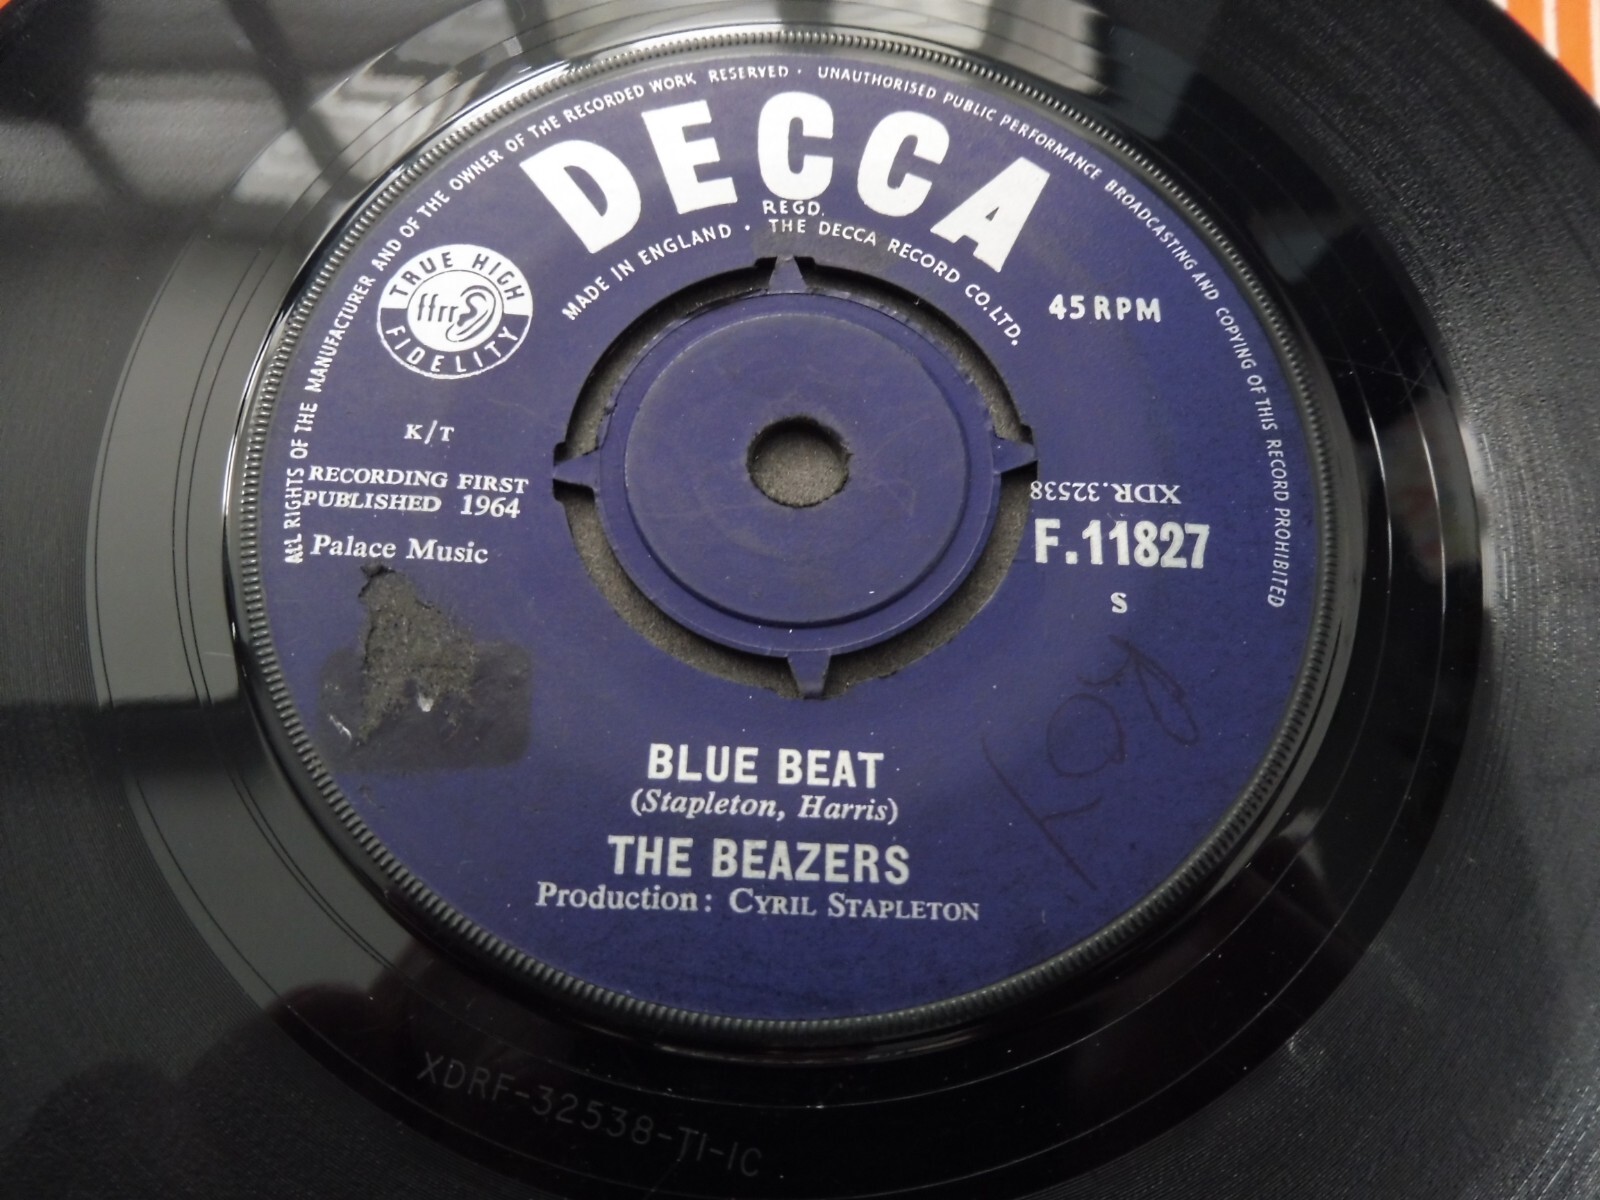 ALL RIGHTS OF THE MANUFACTURER AND OF THE OWNER OF THE RECORDED WORK RESERVED · UNAUTHORISED PUBLIC PERFORMANCE BROADCASTING AND COPYING OF THIS RECORD PROHIBITED
DECCA
REGD.
MADE IN ENGLAND · THE DECCA RECORD CO. LTD.
TRUE HIGH
ffrr
FIDELITY
45 RPM
K/T
RECORDING FIRST
PUBLISHED 1964
Palace Music
XDR.32538
F.11827
S
ROY
BLUE BEAT
(Stapleton, Harris)
THE BEAZERS
Production: CYRIL STAPLETON
XDRF-32538-T1-1C